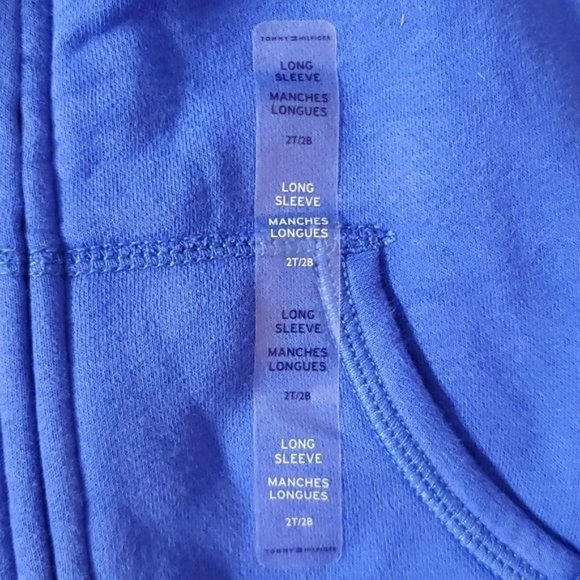 TOMMY HILFIGER
LONG
SLEEVE
MANCHES
LONGUES
2T/2B
LONG
SLEEVE
MANCHES
LONGUES
2T/2B
LONG
SLEEVE
MANCHES
LONGUES
2T/2B
LONG
SLEEVE
MANCHES
LONGUES
2T/2B
TOMMY HILFIGER